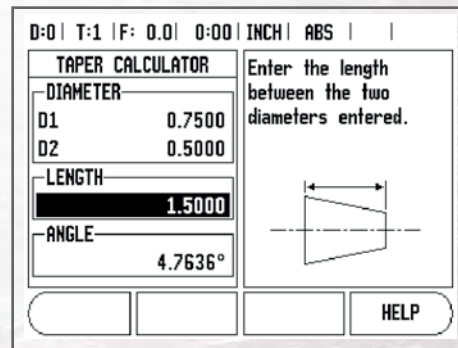 D:0 | T:1 | F: 0.0 | 0:00 | INCH | ABS | |
TAPER CALCULATOR
DIAMETER
D1 0.7500
D2 0.5000
LENGTH
1.5000
ANGLE
4.7636°
Enter the length
between the two
diameters entered.
HELP